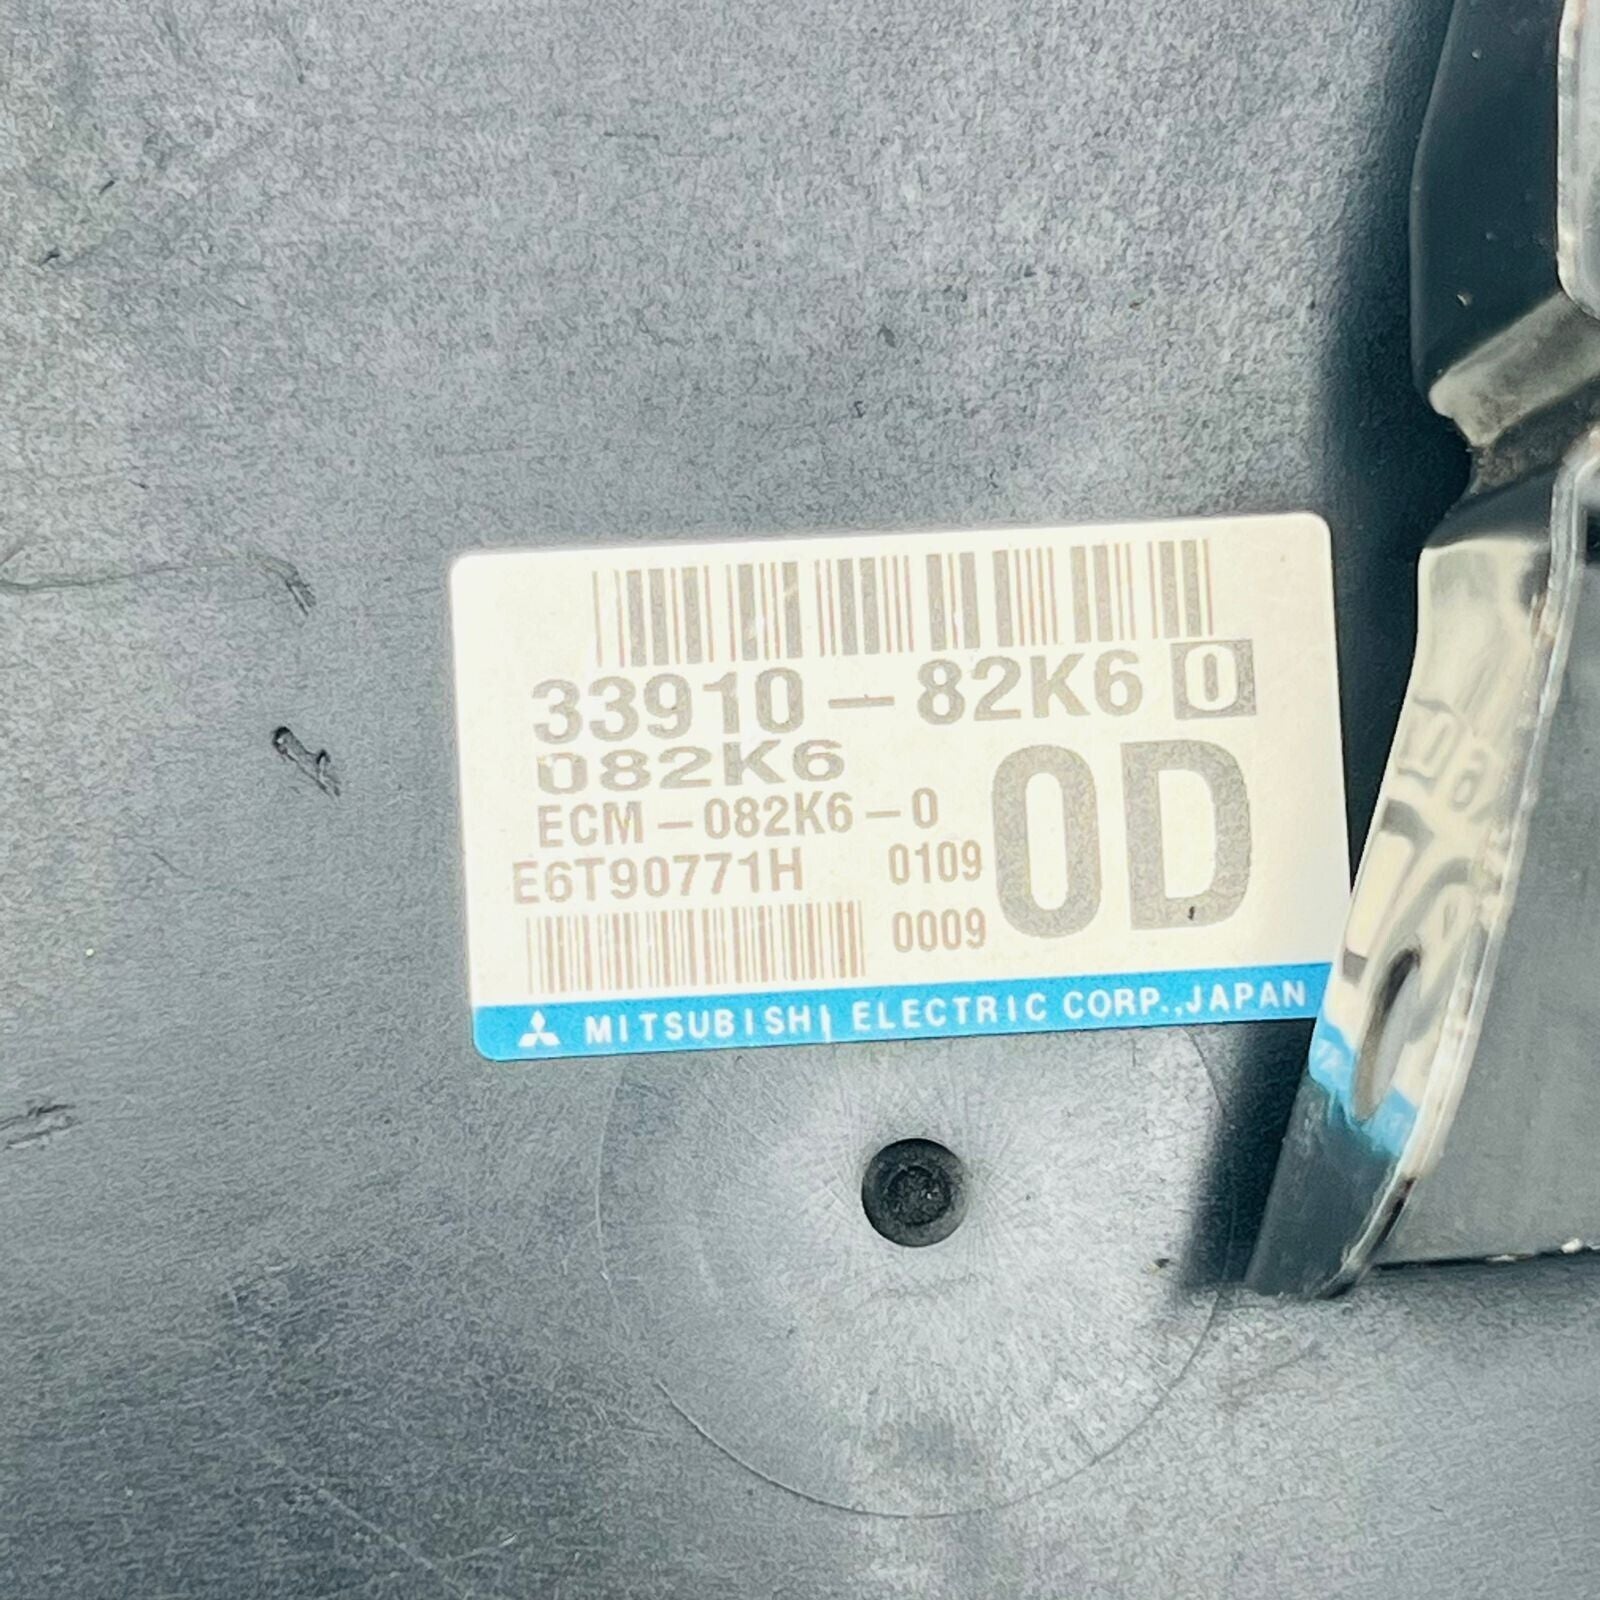 33910-82K6 0
082K6
ECM-082K6-0
0D
E6T90771H 0109
0009
MITSUBISHI ELECTRIC CORP.,JAPAN